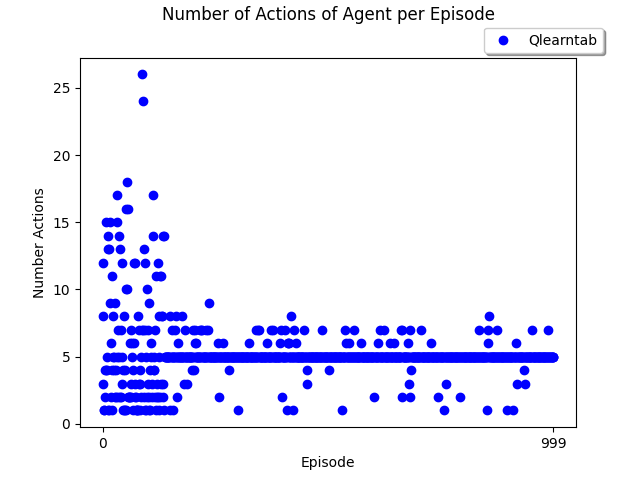 Number of Actions of Agent per Episode
Qlearntab
25
20
15
10
5
0
Number Actions
0
999
Episode